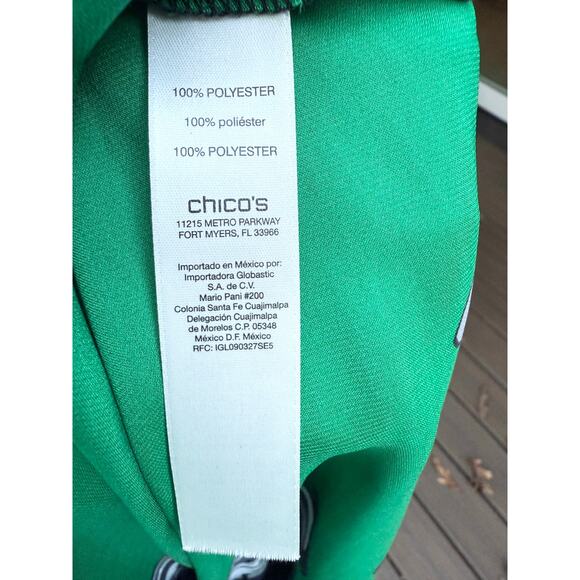 100% POLYESTER
100% poliéster
100% POLYESTER
chico's
11215 METRO PARKWAY
FORT MYERS, FL 33966
Importado en México por:
Importadora Globastic
S.A. de C.V.
Mario Pani #200
Colonia Santa Fe Cuajimalpa
Delegación Cuajimalpa
de Morelos C.P. 05348
México D.F. México
RFC: IGL090327SE5